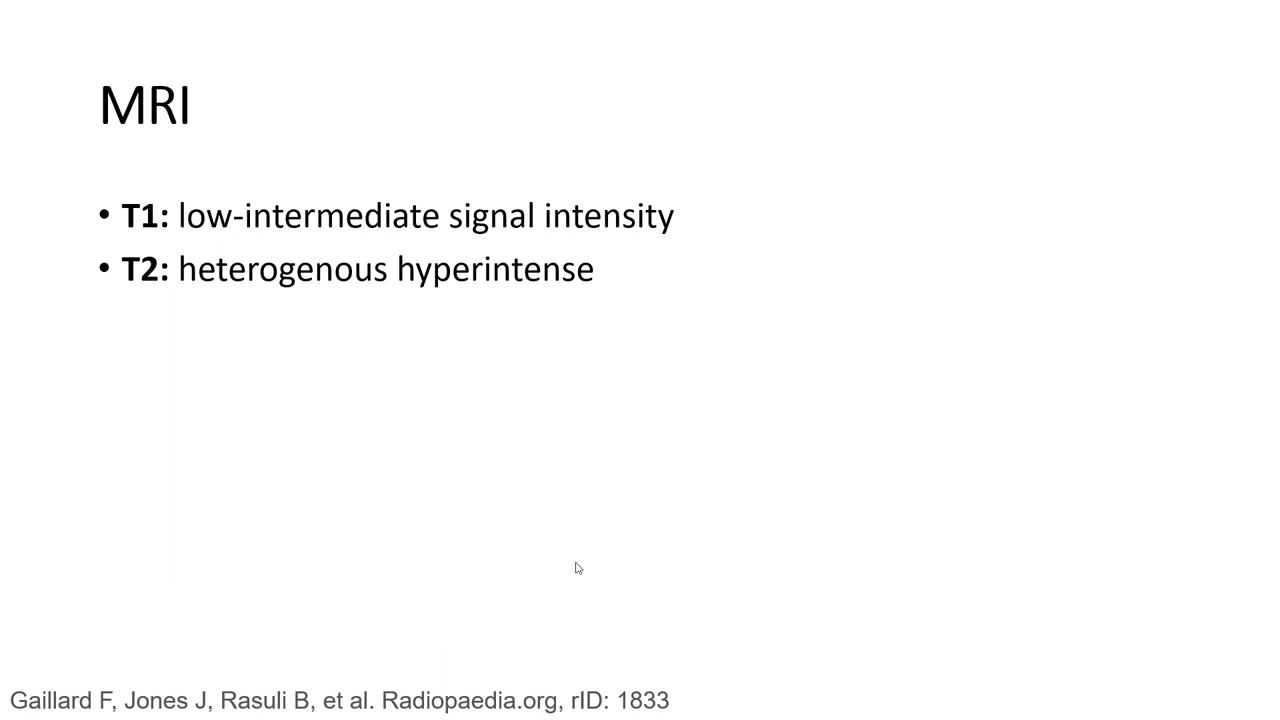 MRI
• T1: low-intermediate signal intensity
• T2: heterogenous hyperintense
Gaillard F, Jones J, Rasuli B, et al. Radiopaedia.org, rID: 1833